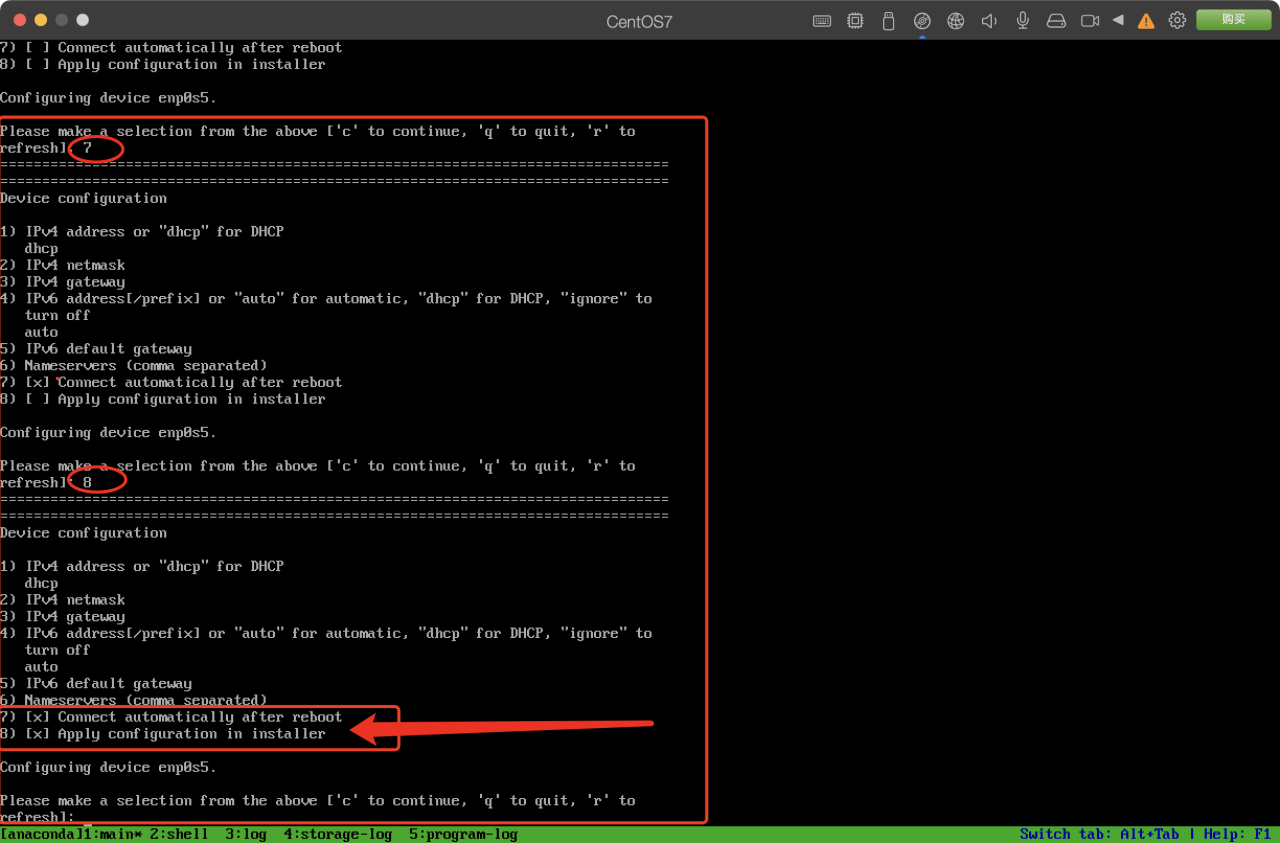 CentOS7
购买
7) [ ] Connect automatically after reboot
8) [ ] Apply configuration in installer
Configuring device enp0s5.
Please make a selection from the above ['c' to continue, 'q' to quit, 'r' to
refresh]: 7
================================================================================
================================================================================
Device configuration
1) IPv4 address or "dhcp" for DHCP
dhcp
2) IPv4 netmask
3) IPv4 gateway
4) IPv6 address[/prefix] or "auto" for automatic, "dhcp" for DHCP, "ignore" to
turn off
auto
5) IPv6 default gateway
6) Nameservers (comma separated)
7) [x] Connect automatically after reboot
8) [ ] Apply configuration in installer
Configuring device enp0s5.
Please make a selection from the above ['c' to continue, 'q' to quit, 'r' to
refresh]: 8
================================================================================
================================================================================
Device configuration
1) IPv4 address or "dhcp" for DHCP
dhcp
2) IPv4 netmask
3) IPv4 gateway
4) IPv6 address[/prefix] or "auto" for automatic, "dhcp" for DHCP, "ignore" to
turn off
auto
5) IPv6 default gateway
6) Nameservers (comma separated)
7) [x] Connect automatically after reboot
8) [x] Apply configuration in installer
Configuring device enp0s5.
Please make a selection from the above ['c' to continue, 'q' to quit, 'r' to
refresh]: _
[anaconda]1:main* 2:shell  3:log  4:storage-log  5:program-log Switch tab: Alt+Tab | Help: F1